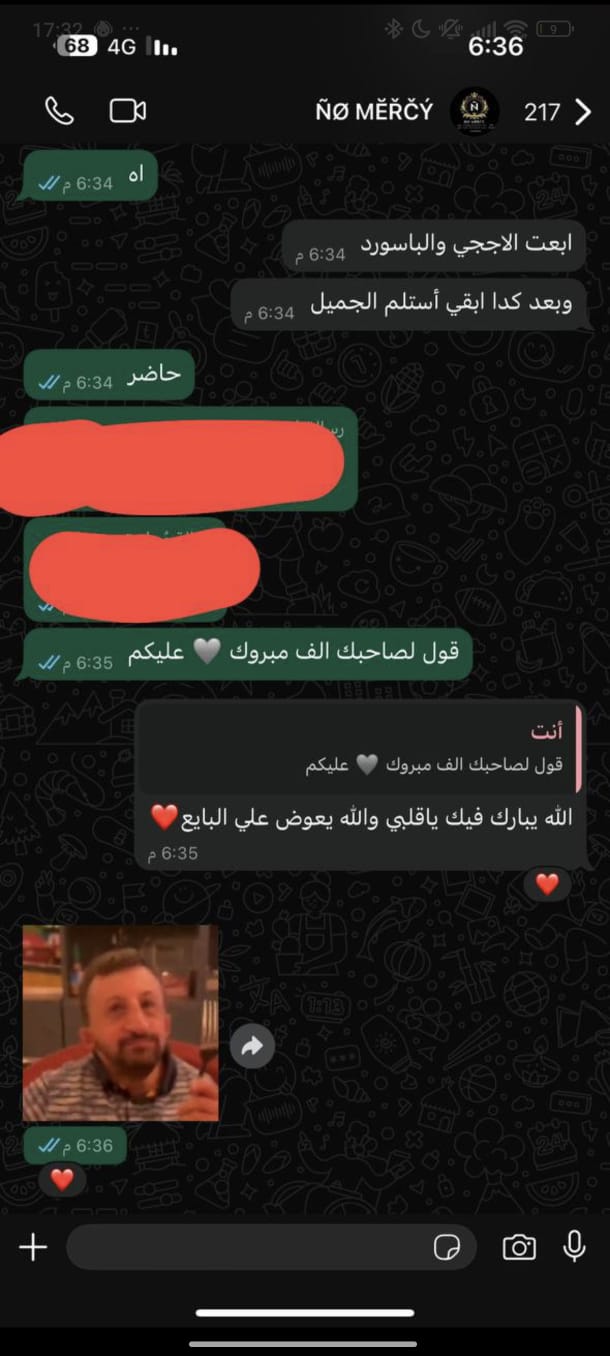 17:32
9
68 4G
6:36
ÑØ MĚŘČÝ
217
اه
6:34 م
ابعت الاججي والباسورد
6:34 م
وبعد كدا ابقي أستلم الجميل
6:34 م
حاضر
6:34 م
قول لصاحبك الف مبروك 🩶 عليكم
6:35 م
أنت
قول لصاحبك الف مبروك 🩶 عليكم
الله يبارك فيك ياقلبي والله يعوض علي البايع❤️
6:35 م
6:36 م